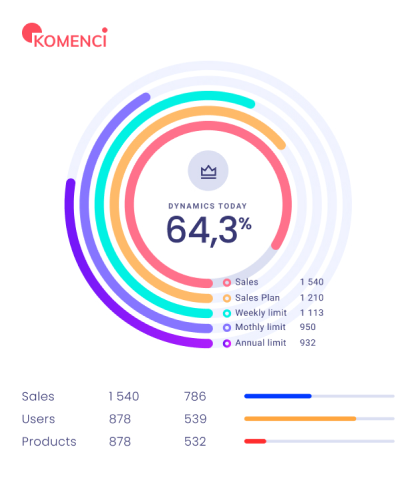 KOMENCI
DYNAMICS TODAY
64,3%
Sales 1 540
Sales Plan 1 210
Weekly limit 1 113
Mothly limit 950
Annual limit 932
Sales 1 540 786
Users 878 539
Products 878 532